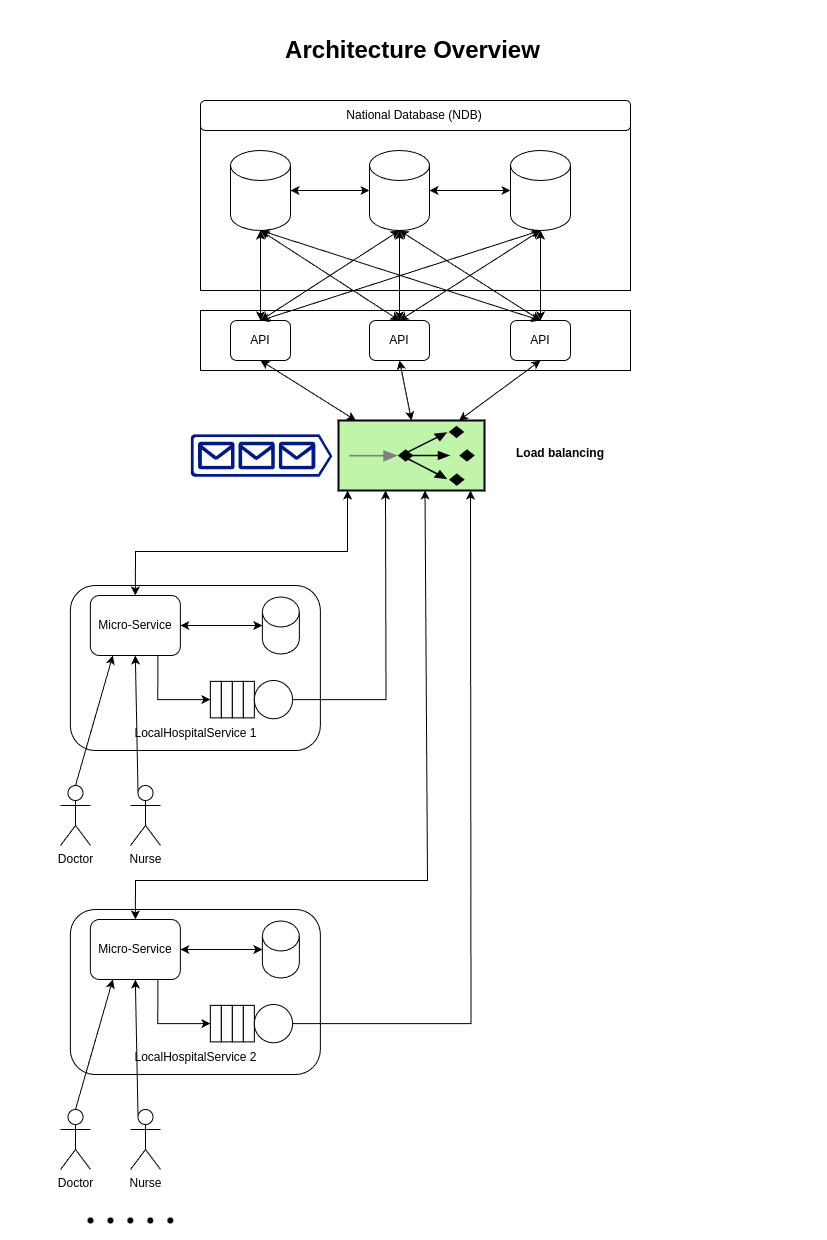 Architecture Overview
National Database (NDB)
API
API
API
Load balancing
Micro-Service
LocalHospitalService 1
Doctor
Nurse
Micro-Service
LocalHospitalService 2
Doctor
Nurse